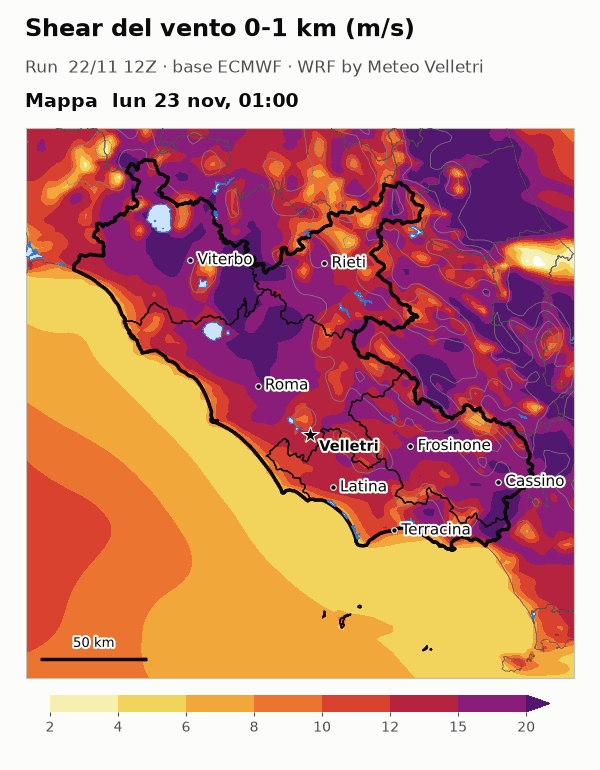 Shear del vento 0-1 km (m/s)
Run  22/11 12Z · base ECMWF · WRF by Meteo Velletri
Mappa  lun 23 nov, 01:00
Viterbo
Rieti
Roma
Velletri
Frosinone
Cassino
Latina
Terracina
50 km
2 4 6 8 10 12 15 20